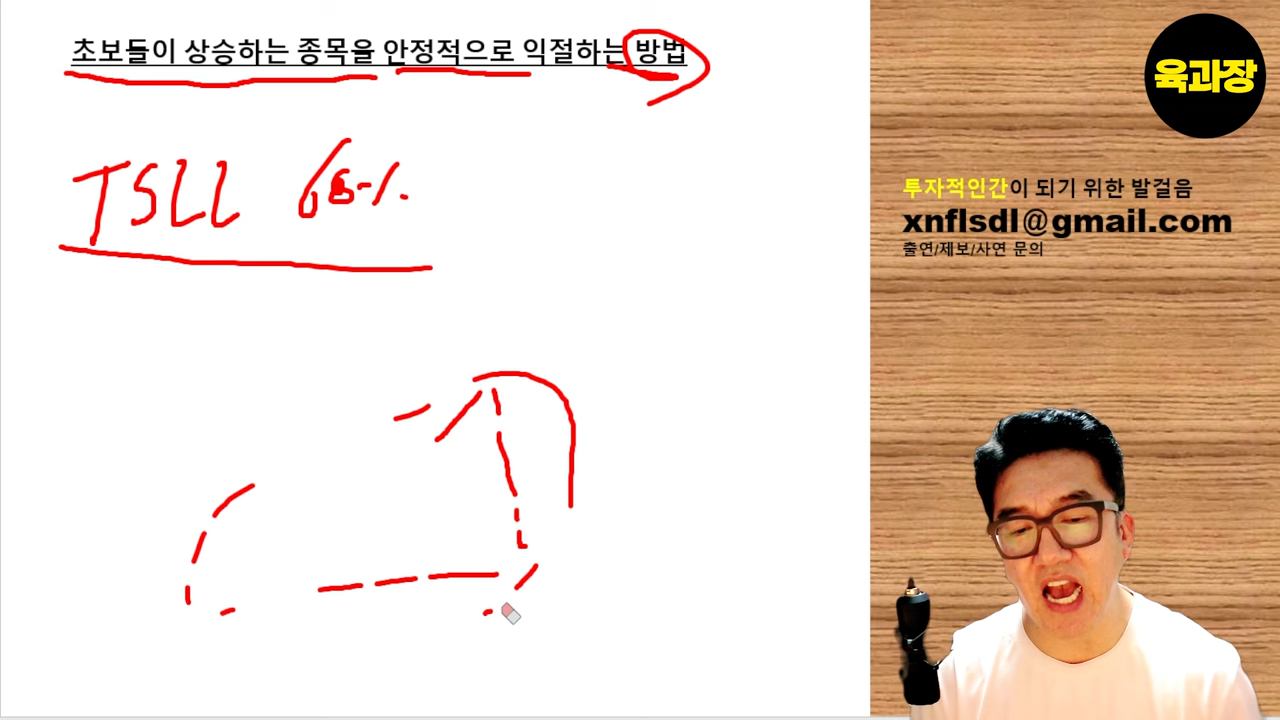 초보들이 상승하는 종목을 안정적으로 익절하는 방법
TSLL
육과장
투자적인간이 되기 위한 발걸음
xnflsdl@gmail.com
출연/제보/사연 문의